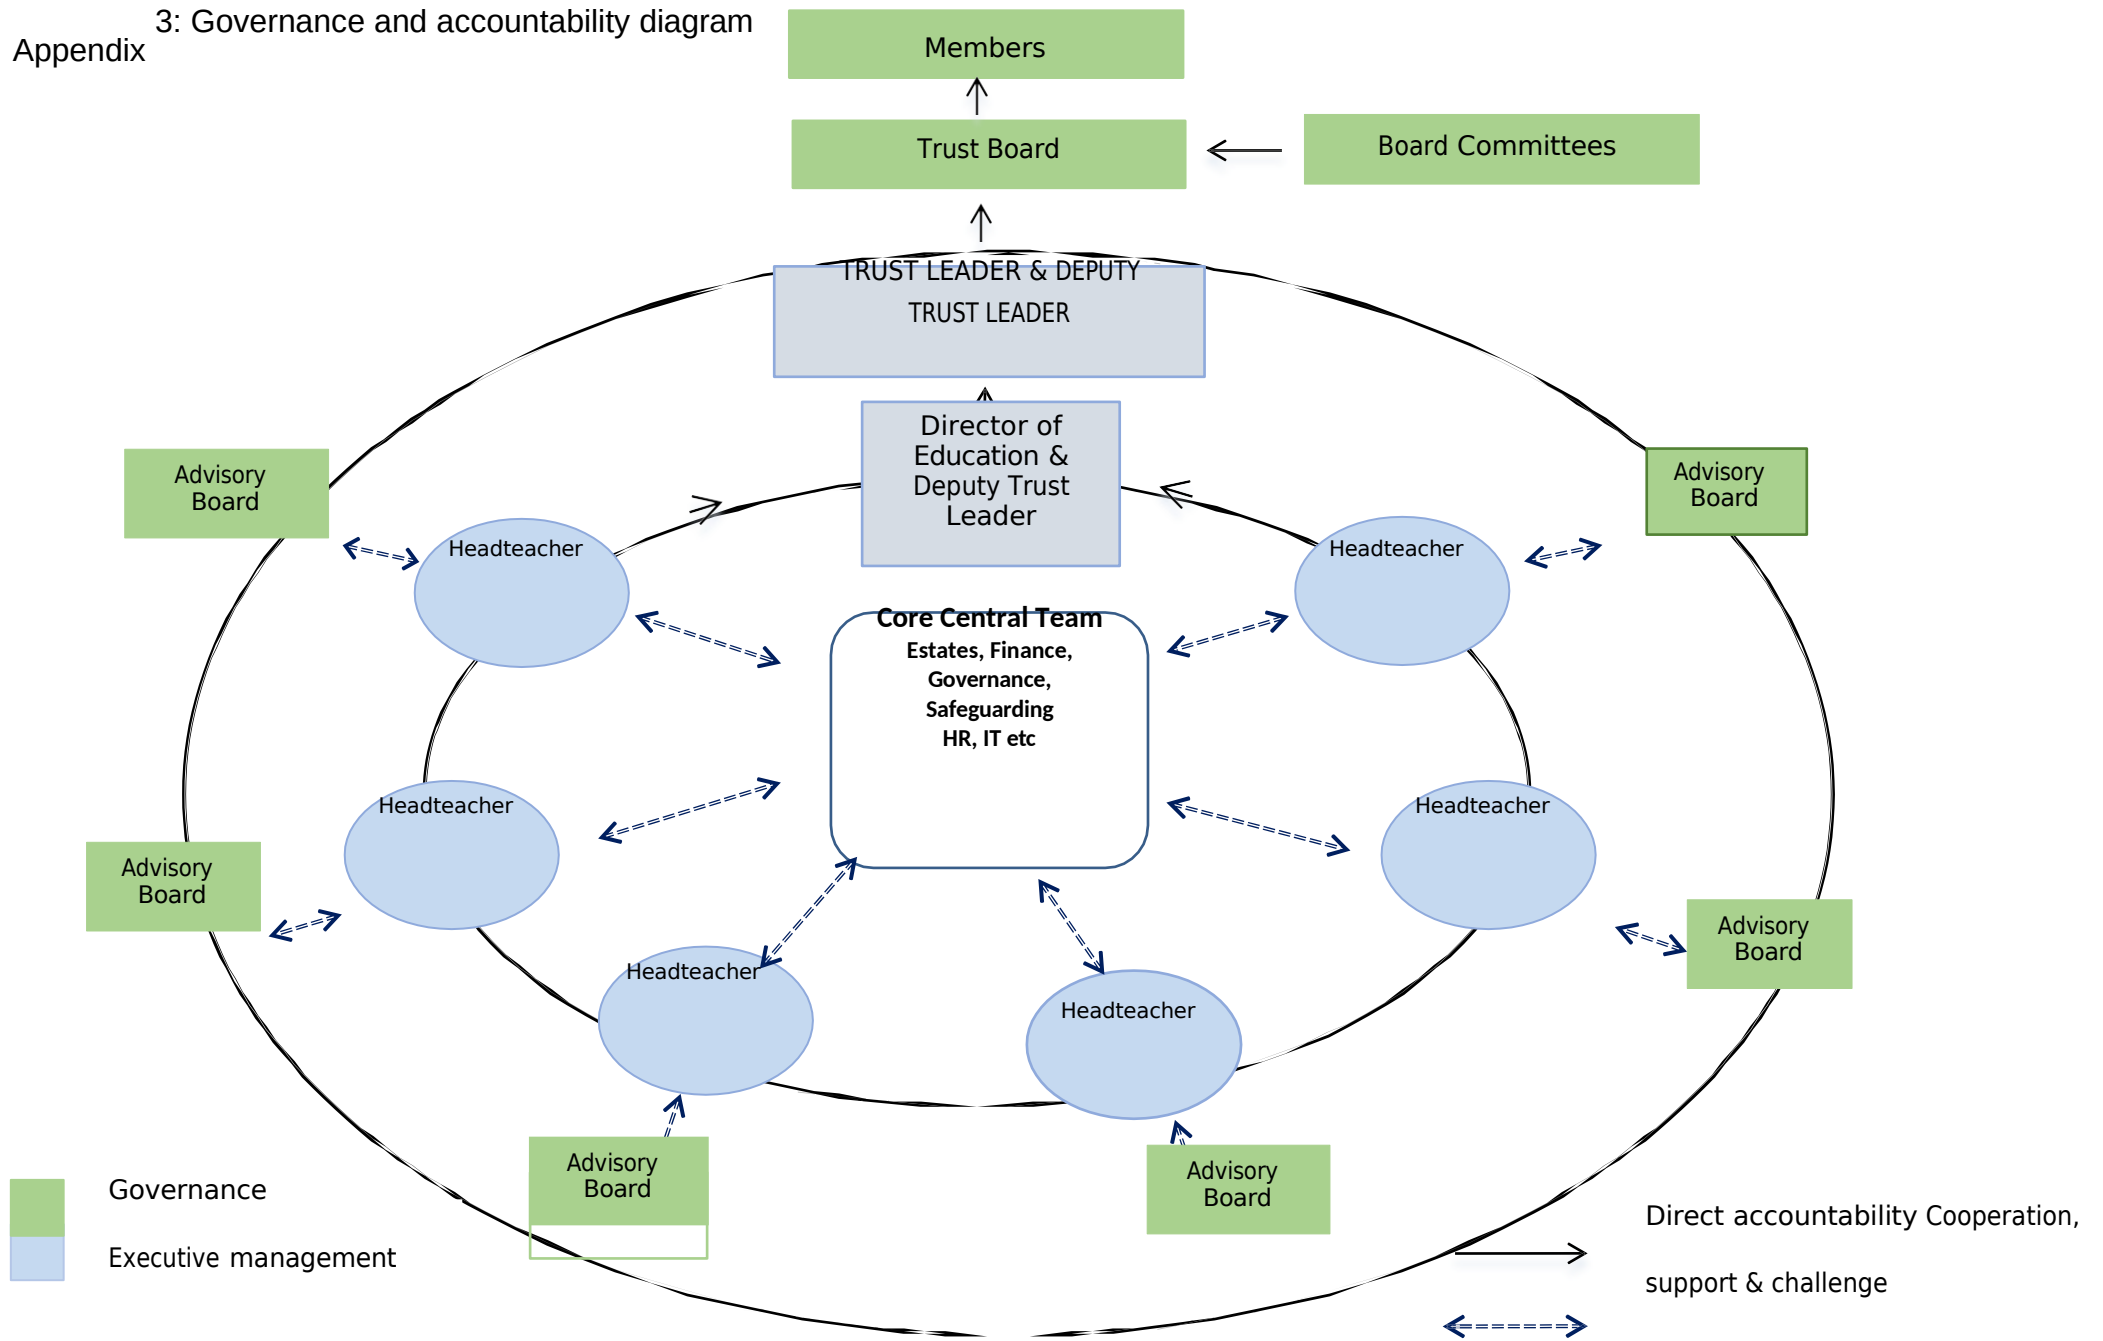 3: Governance and accountability diagram
Appendix
Members
Trust Board
Board Committees
TRUST LEADER & DEPUTY
TRUST LEADER
Director of
Education &
Deputy Trust
Leader
Advisory
Board
Advisory
Board
Headteacher
Headteacher
Core Central Team
Estates, Finance,
Governance,
Safeguarding
HR, IT etc
Headteacher
Headteacher
Advisory
Board
Advisory
Board
Headteacher
Headteacher
Advisory
Board
Advisory
Board
Governance
Executive management
Direct accountability Cooperation,
support & challenge